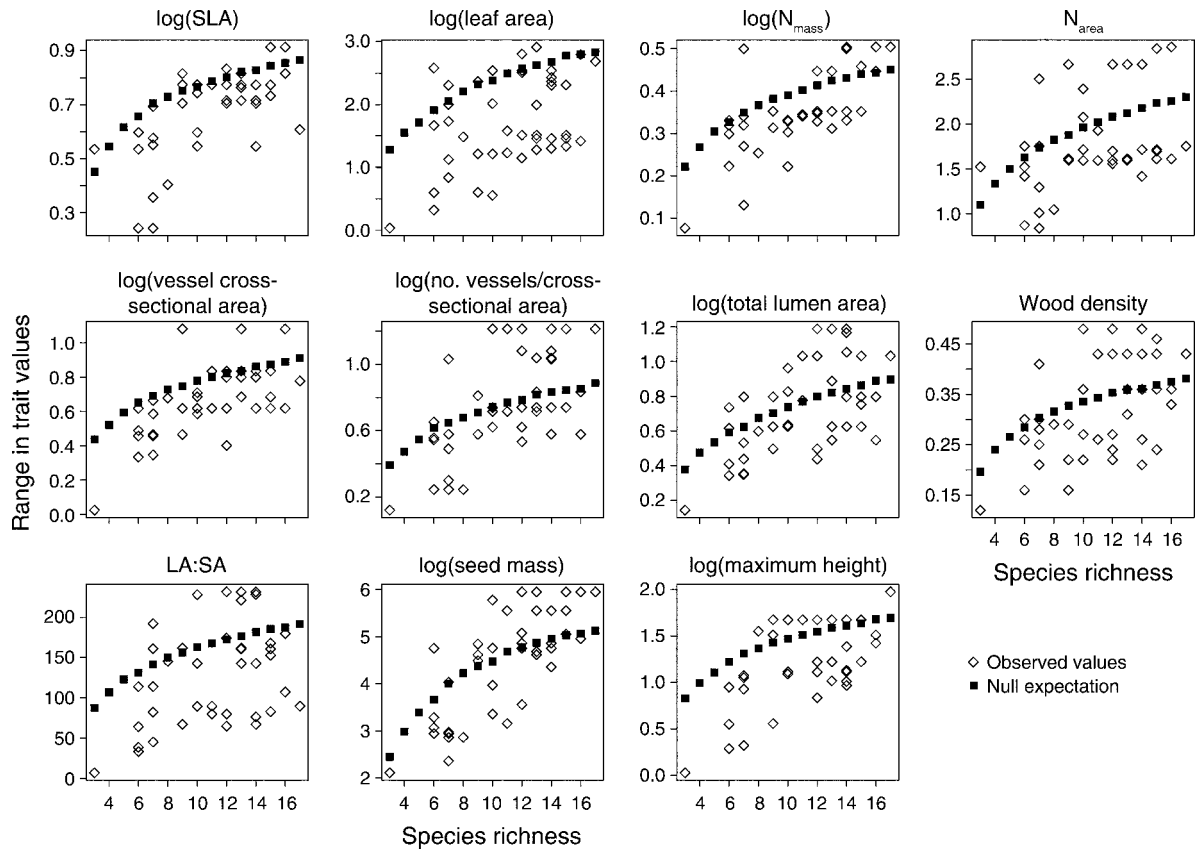 log(SLA)
log(leaf area)
log(Nmass)
Narea
0.9
0.7
0.5
0.3
3.0
2.0
1.0
0.0
0.5
0.4
0.3
0.2
0.1
2.5
2.0
1.5
1.0
log(vessel cross-
sectional area)
log(no. vessels/cross-
sectional area)
log(total lumen area)
Wood density
1.0
0.8
0.6
0.4
0.2
0.0
1.0
0.6
0.2
1.2
1.0
0.8
0.6
0.4
0.2
0.45
0.35
0.25
0.15
4 6 8 10 12 14 16
Species richness
Range in trait values
LA:SA
log(seed mass)
log(maximum height)
200
150
100
50
0
6
5
4
3
2
2.0
1.5
1.0
0.5
0.0
Observed values
Null expectation
4 6 8 10 12 14 16
4 6 8 10 12 14 16
4 6 8 10 12 14 16
Species richness